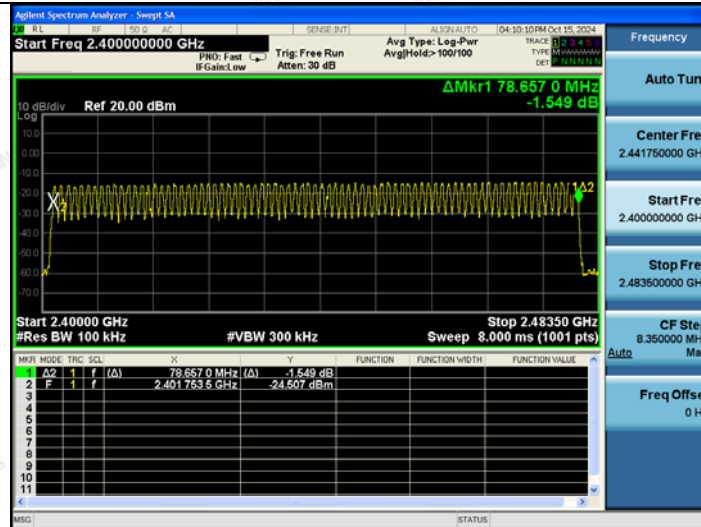 Agilent Spectrum Analyzer - Swept SA
RL RF 50 Ω AC SENSE:INT ALIGNAUTO 04:10:10 PM Oct 15, 2024
Start Freq 2.400000000 GHz
PNO: Fast
IFGain:Low
Trig: Free Run
Atten: 30 dB
Avg Type: Log-Pwr
Avg|Hold:> 100/100
TRACE 1 2 3 4 5 6
TYPE M
DET P N N N N N
ΔMkr1 78.657 0 MHz
-1.549 dB
10 dB/div Ref 20.00 dBm
Log
10.0
0.00
-10.0
-20.0
-30.0
-40.0
-50.0
-60.0
-70.0
X2
1Δ2
Start 2.40000 GHz Stop 2.48350 GHz
#Res BW 100 kHz #VBW 300 kHz Sweep 8.000 ms (1001 pts)
MKR MODE TRC SCL X Y FUNCTION FUNCTION WIDTH FUNCTION VALUE
1 Δ2 1 f (Δ) 78.657 0 MHz (Δ) -1.549 dB
2 F 1 f 2.401 753 5 GHz -24.507 dBm
3
4
5
6
7
8
9
10
11
MSG STATUS
Frequency
Auto Tun
Center Fre
2.441750000 GH
Start Fre
2.400000000 GH
Stop Fre
2.483500000 GH
CF Ste
8.350000 MH
Auto Ma
Freq Offse
0 H